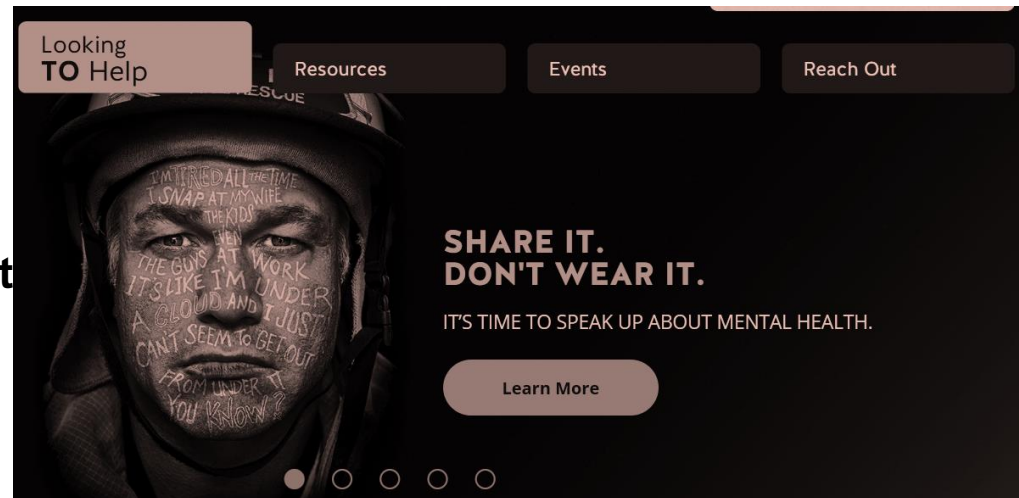 Looking
TO Help
Resources
Events
Reach Out
RESCUE
I'M TIRED ALL THE TIME
I SNAP AT MY WIFE
THE KIDS
EVEN
THE GUYS AT WORK
IT'S LIKE I'M UNDER
A CLOUD AND I JUST
CAN'T SEEM TO GET OUT
FROM UNDER IT
YOU KNOW?
SHARE IT.
DON'T WEAR IT.
t
IT'S TIME TO SPEAK UP ABOUT MENTAL HEALTH.
Learn More